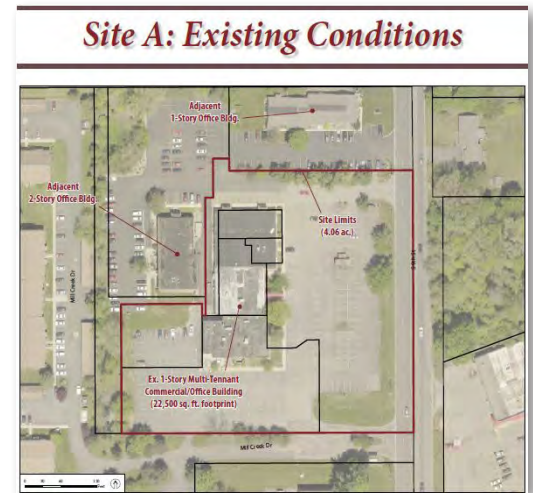 Site A: Existing Conditions
Adjacent
1-Story Office Bldg.
Adjacent
2-Story Office Bldg.
Site Limits
(4.06 ac.)
Mill Creek Dr
Ex. 1-Story Multi-Tennant
Commercial/Office Building
(22,500 sq. ft. footprint)
Mill Creek Dr